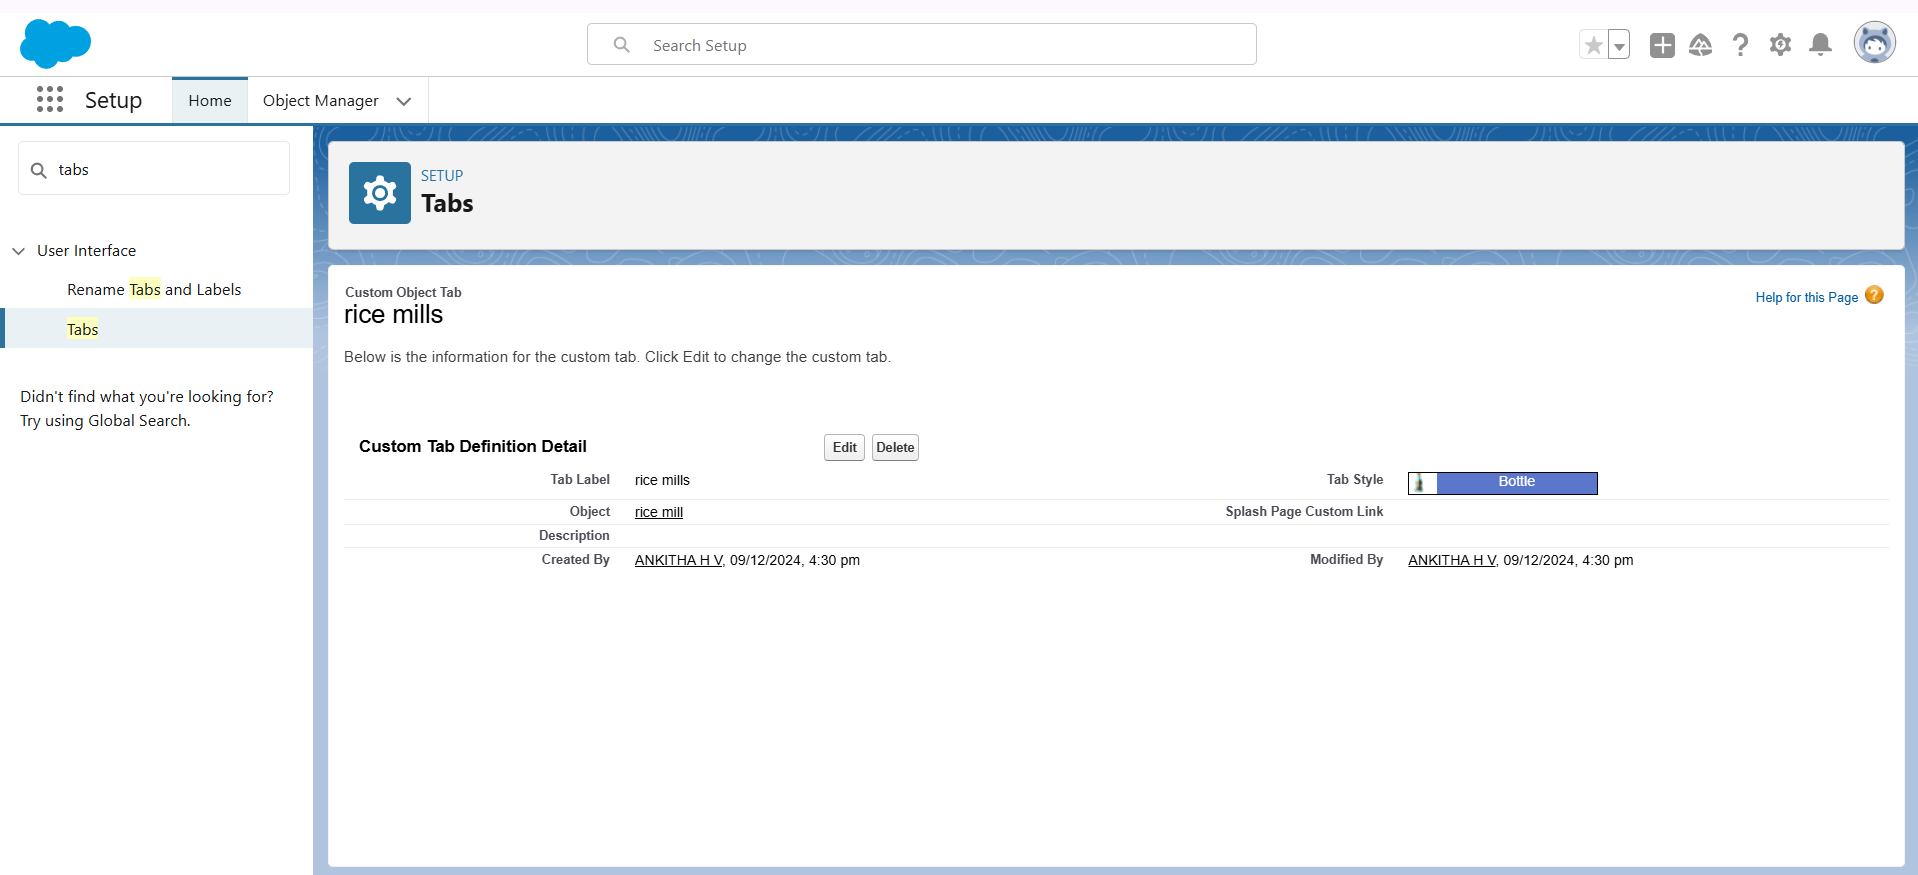 Search Setup
Setup
Home
Object Manager
tabs
User Interface
Rename Tabs and Labels
Tabs
Didn't find what you're looking for?
Try using Global Search.
SETUP
Tabs
Custom Object Tab
rice mills
Help for this Page ?
Below is the information for the custom tab. Click Edit to change the custom tab.
Custom Tab Definition Detail
Edit
Delete
Tab Label rice mills
Tab Style Bottle
Object rice mill
Splash Page Custom Link
Description
Created By ANKITHA H V, 09/12/2024, 4:30 pm
Modified By ANKITHA H V, 09/12/2024, 4:30 pm